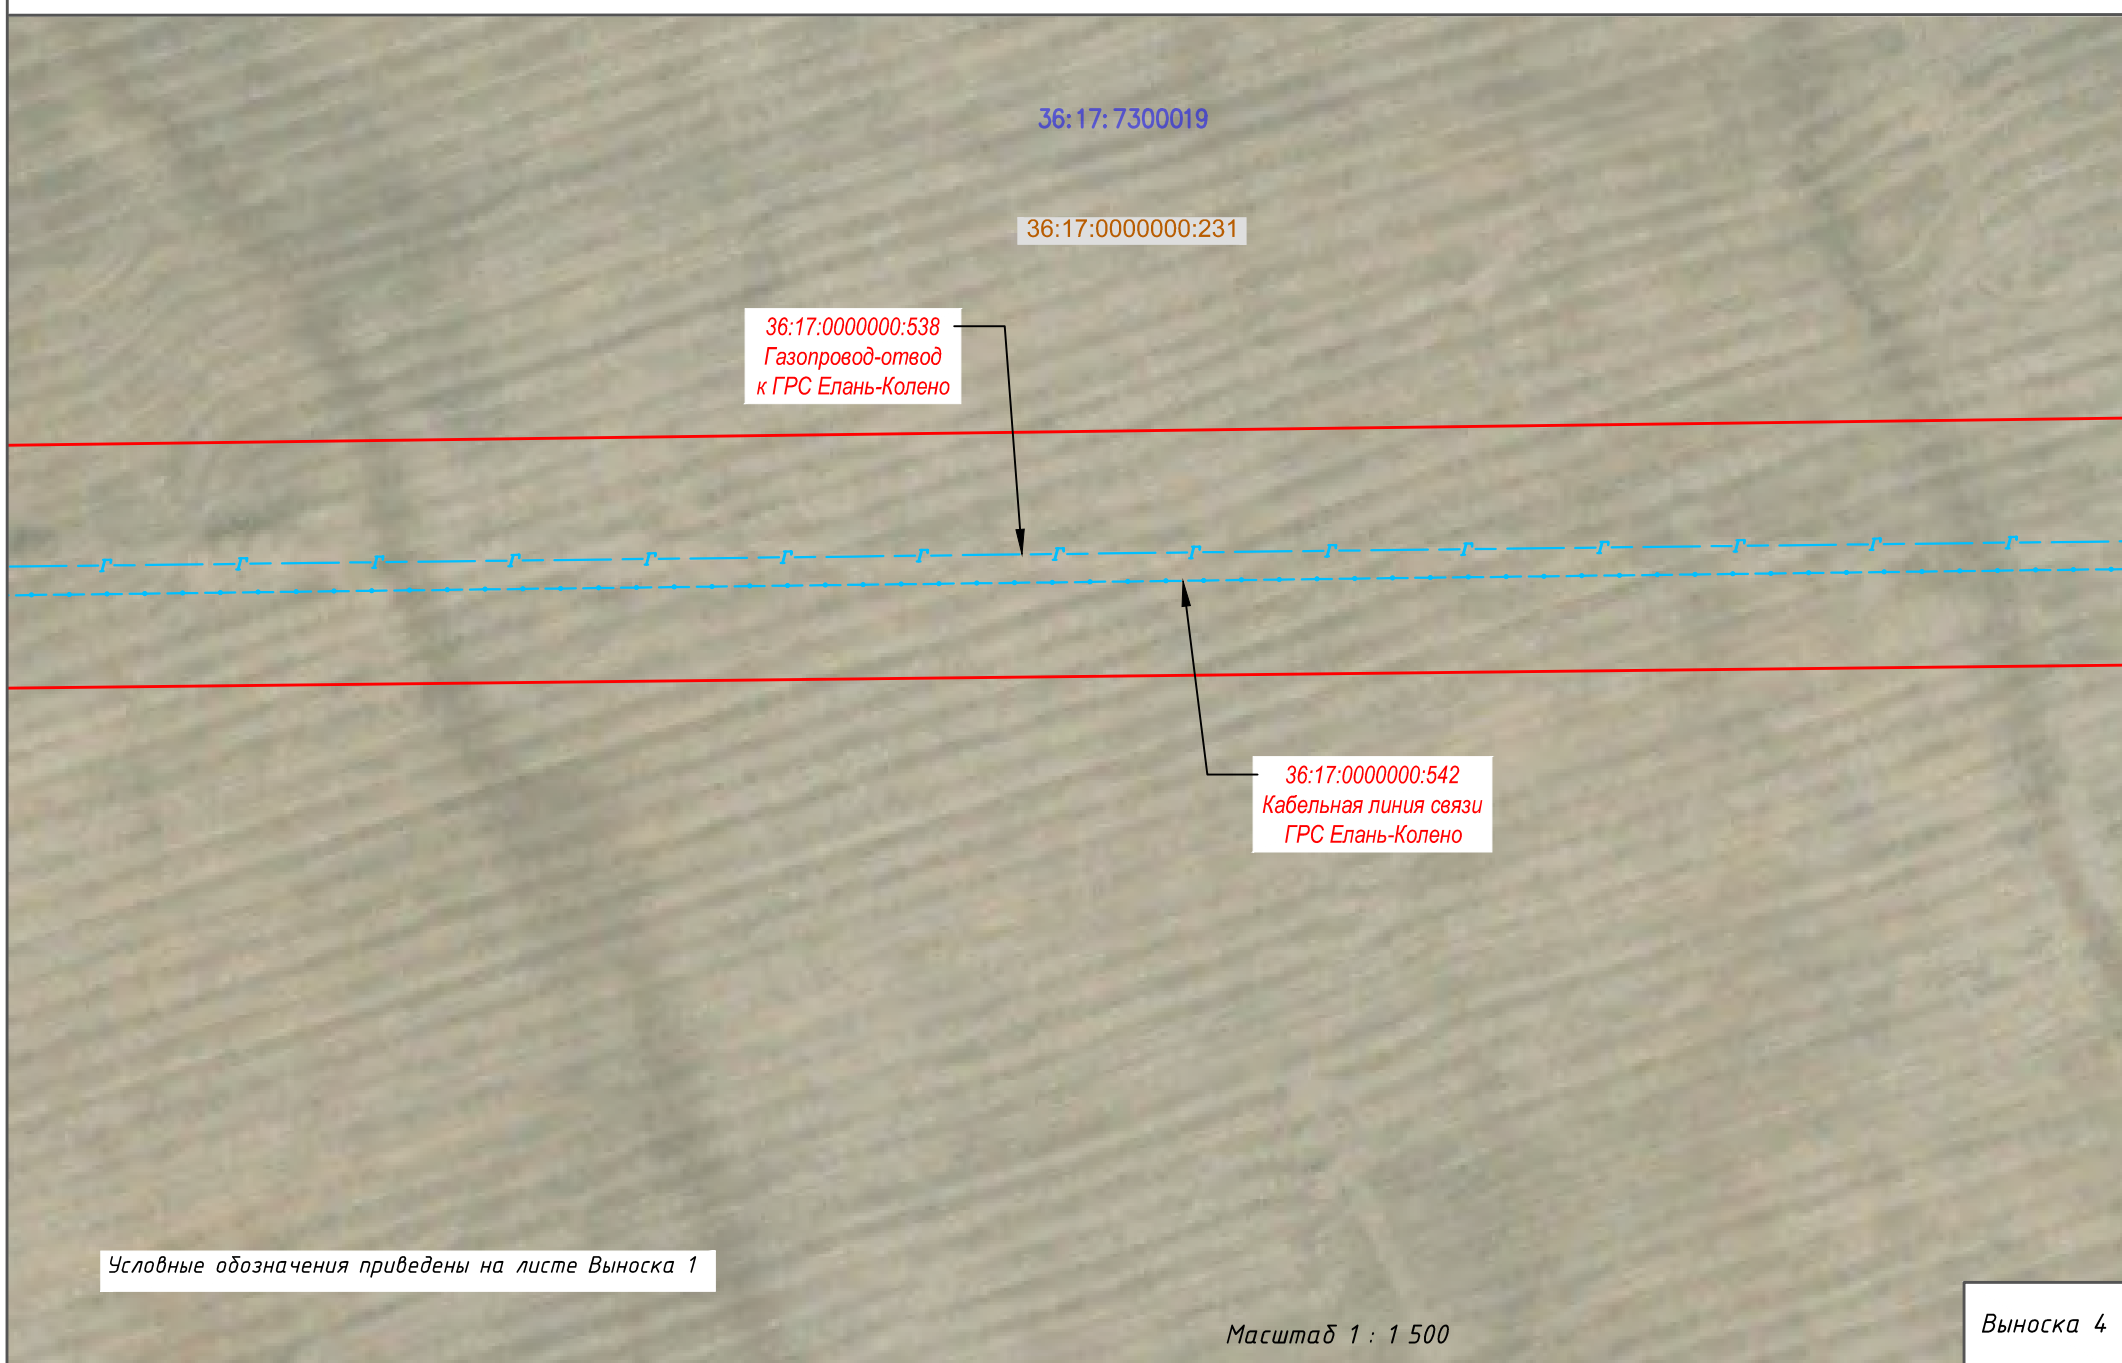 36:17:7300019
36:17:0000000:231
36:17:0000000:538
Газопровод-отвод
к ГРС Елань-Колено
Г Г Г Г Г Г Г Г Г Г Г Г Г Г Г
36:17:0000000:542
Кабельная линия связи
ГРС Елань-Колено
Условные обозначения приведены на листе Выноска 1
Масштаб 1 : 1 500
Выноска 4